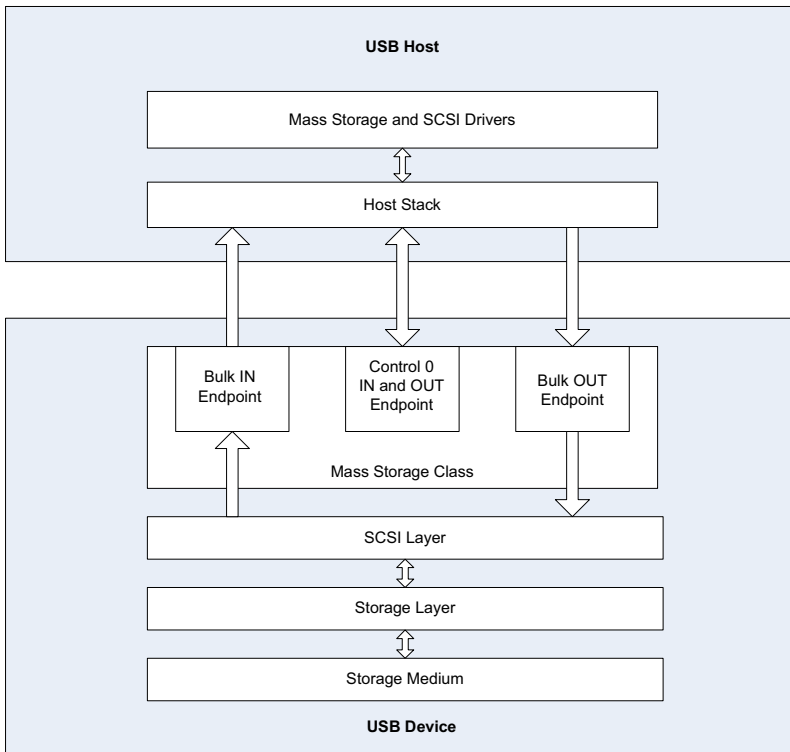 USB Host
Mass Storage and SCSI Drivers
Host Stack
Bulk IN
Endpoint
Control 0
IN and OUT
Endpoint
Bulk OUT
Endpoint
Mass Storage Class
SCSI Layer
Storage Layer
Storage Medium
USB Device